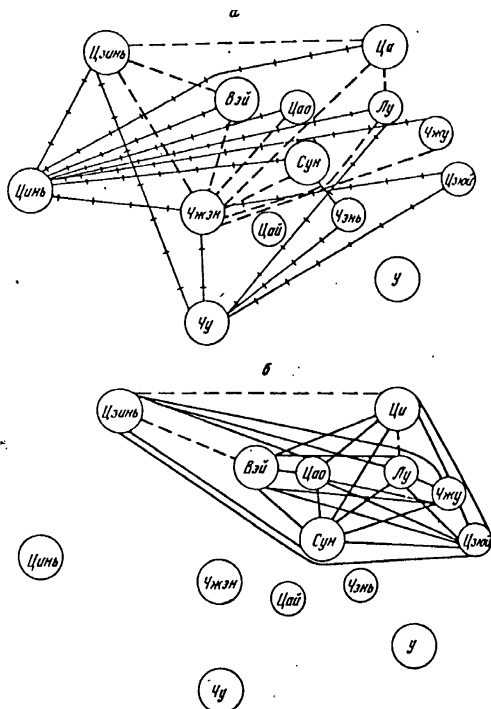 а
Цзинь
Ца
Вэй
Цао
Лу
Чжу
Сун
Цзюй
Цинь
Чжэн
Цай
Чэнь
У
Чу
б
Цзинь
Ци
Вэй
Цао
Лу
Чжу
Сун
Цзюй
Цинь
Чжэн
Цай
Чэнь
У
Чу